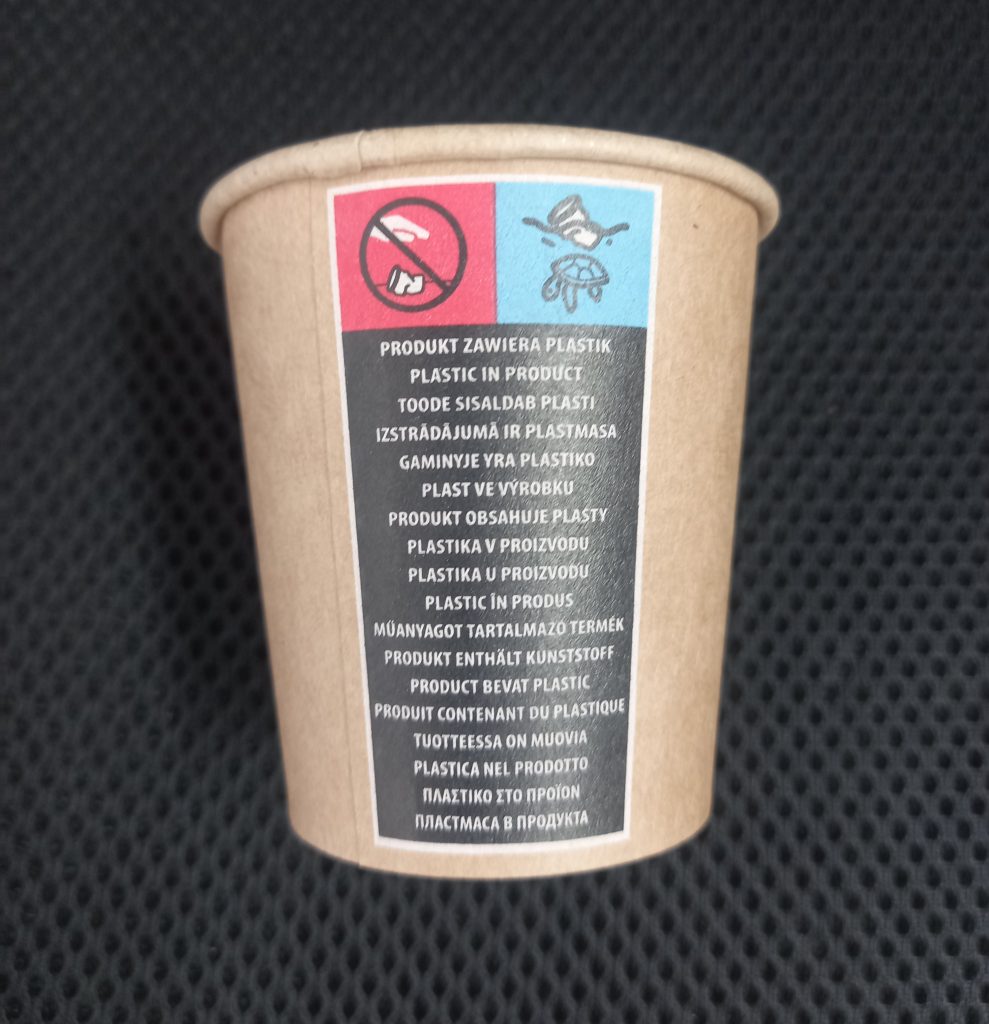 PRODUKT ZAWIERA PLASTIK
PLASTIC IN PRODUCT
TOODE SISALDAB PLASTI
IZSTRĀDĀJUMĀ IR PLASTMASA
GAMINYJE YRA PLASTIKO
PLAST VE VÝROBKU
PRODUKT OBSAHUJE PLASTY
PLASTIKA V PROIZVODU
PLASTIKA U PROIZVODU
PLASTIC ÎN PRODUS
MŰANYAGOT TARTALMAZÓ TERMÉK
PRODUKT ENTHÄLT KUNSTSTOFF
PRODUCT BEVAT PLASTIC
PRODUIT CONTENANT DU PLASTIQUE
TUOTTEESSA ON MUOVIA
PLASTICA NEL PRODOTTO
ΠΛΑΣΤΙΚΟ ΣΤΟ ΠΡΟΪΟΝ
ПЛАСТМАСА В ПРОДУКТА